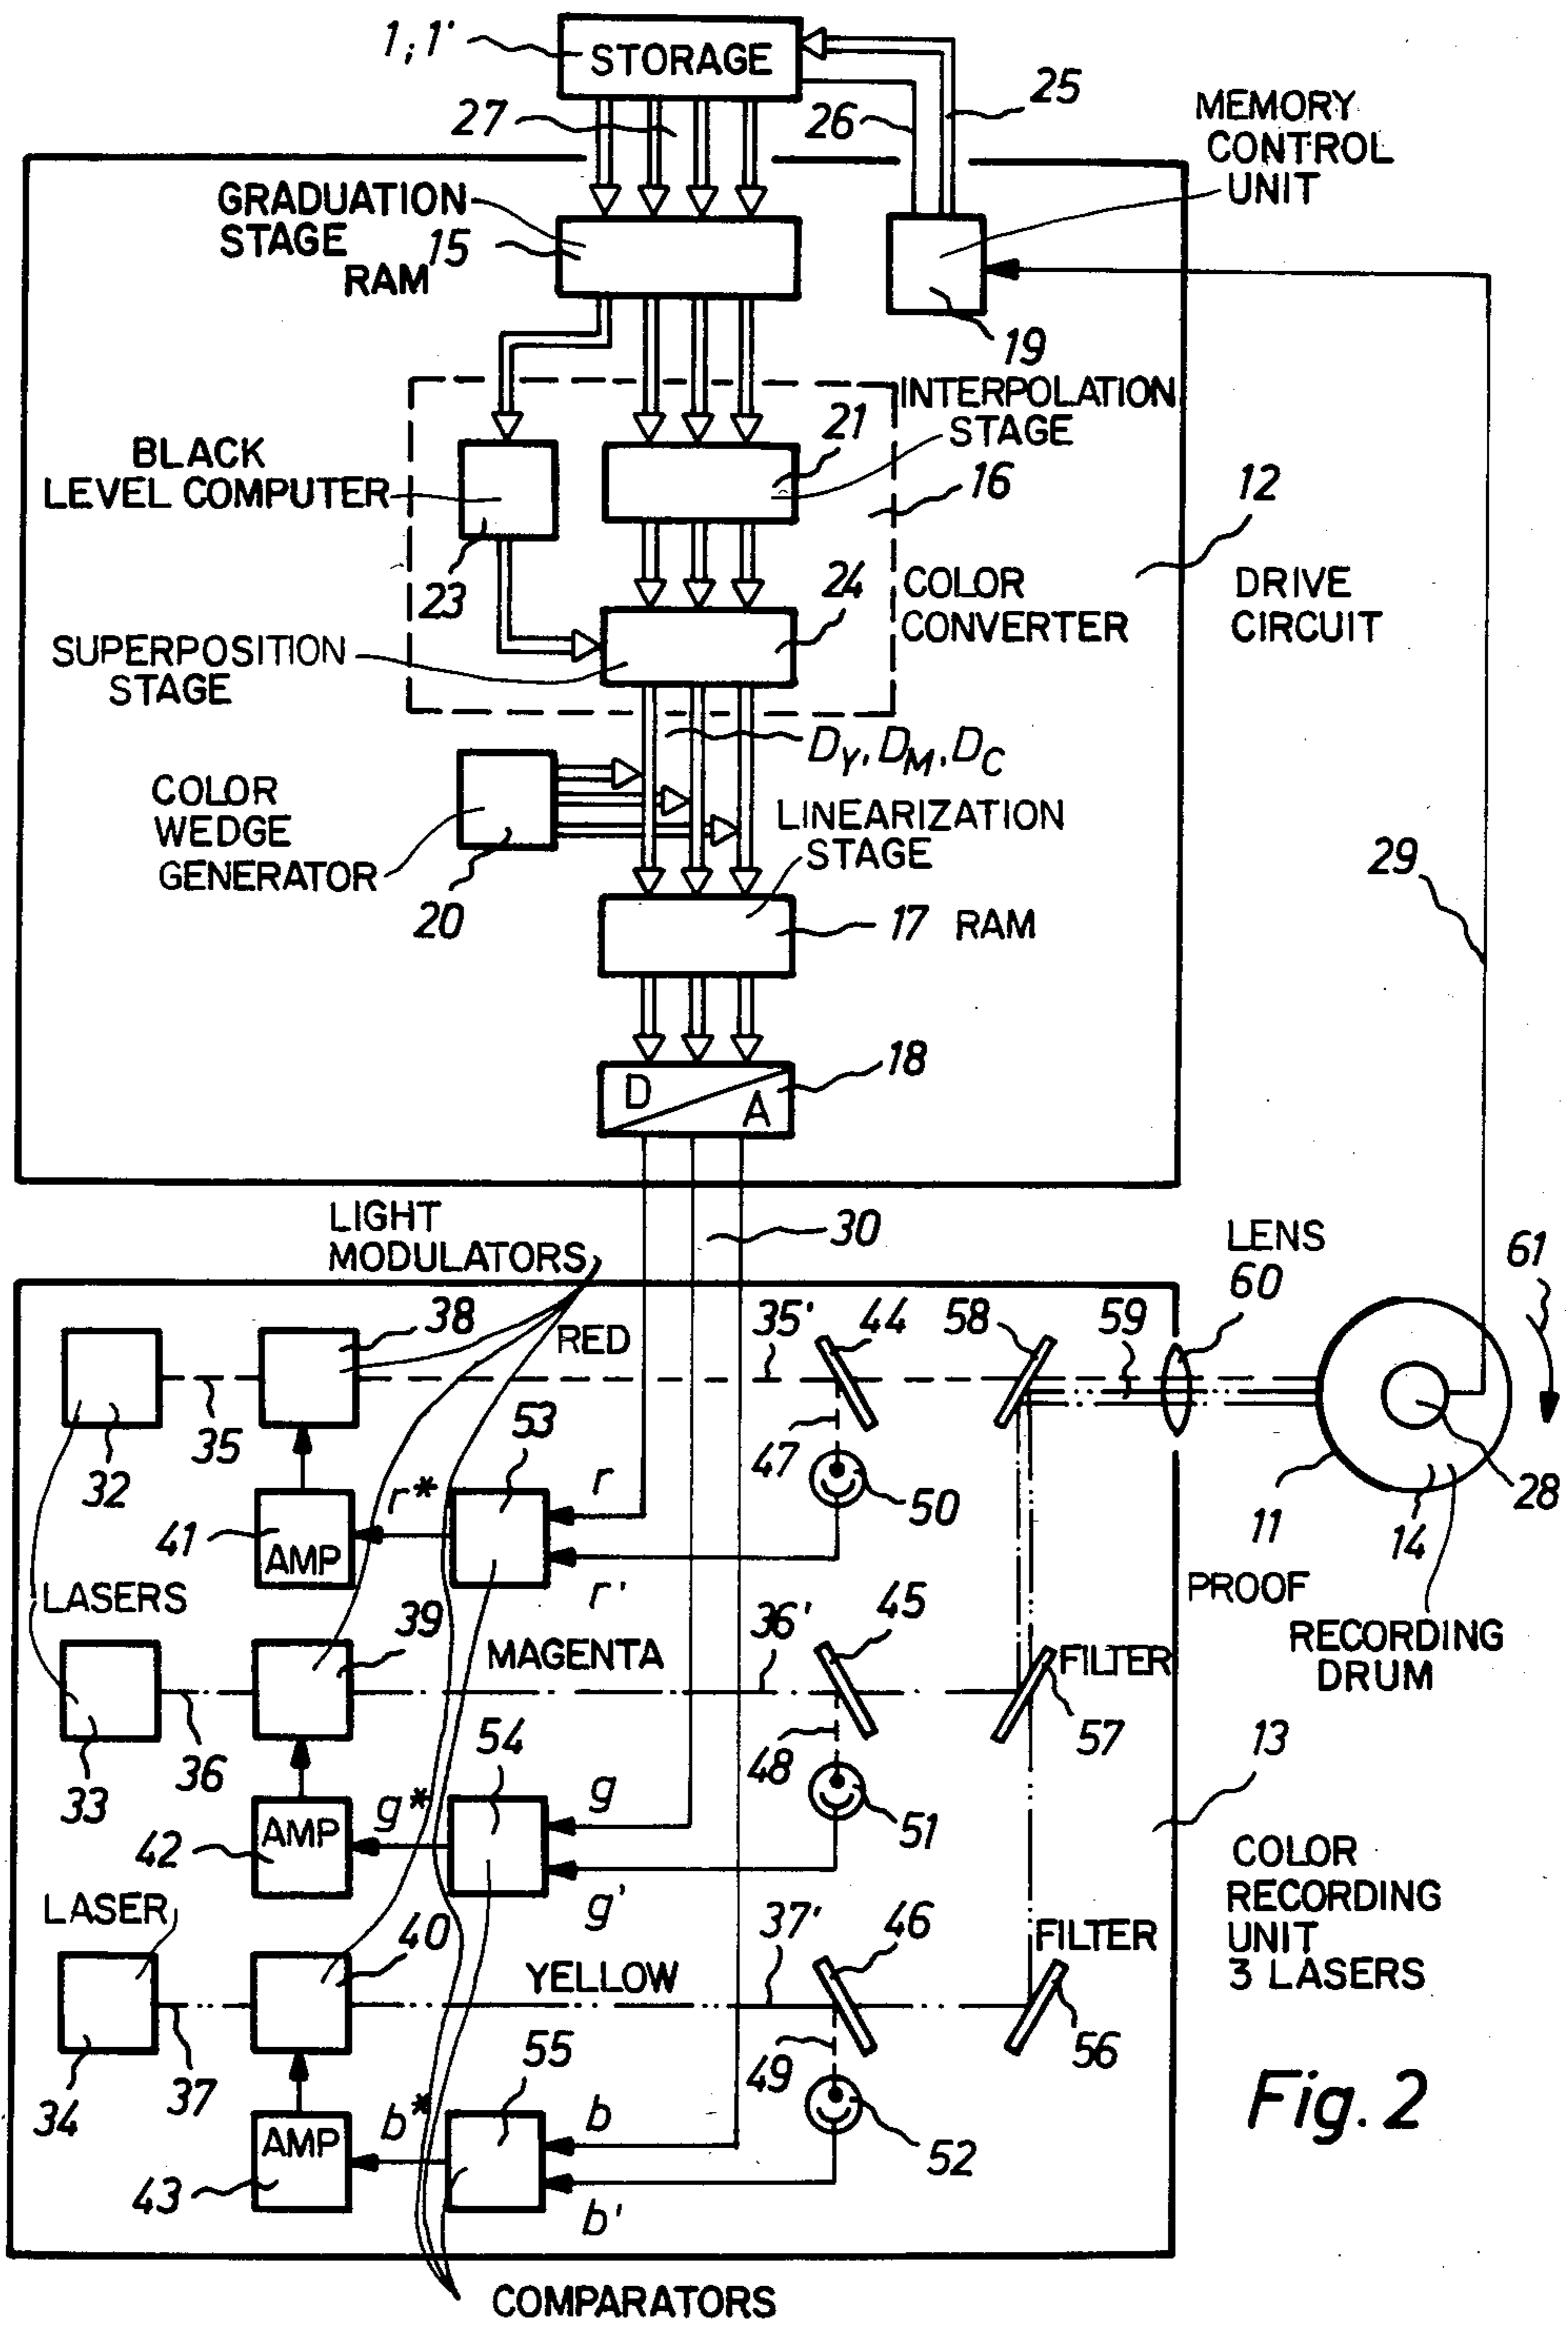 1; 1'
STORAGE
25
27
26
MEMORY
CONTROL
UNIT
GRADUATION
STAGE
15
RAM
19
INTERPOLATION
STAGE
21
BLACK
LEVEL COMPUTER
16
12
23
24
COLOR
CONVERTER
DRIVE
CIRCUIT
SUPERPOSITION
STAGE
DY, DM, DC
COLOR
WEDGE
GENERATOR
LINEARIZATION
STAGE
20
17 RAM
29
18
D
A
LIGHT
MODULATORS
30
LENS
60
61
38
RED
35'
44
58
59
35
32
53
47
r
r*
50
11
14
28
41
AMP
r'
PROOF
LASERS
39
36'
45
RECORDING
DRUM
MAGENTA
FILTER
57
13
36
33
54
48
g
g*
51
42
AMP
g'
COLOR
RECORDING
UNIT
3 LASERS
LASER
40
37'
46
FILTER
YELLOW
56
37
34
55
49
b
b*
52
43
AMP
b'
Fig. 2
COMPARATORS